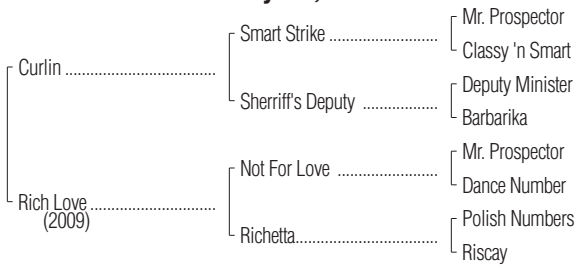 Mr. Prospector
Smart Strike ........................
Classy 'n Smart
Curlin ...................................
Deputy Minister
Sherriff's Deputy .................
Barbarika
Mr. Prospector
Not For Love .......................
Dance Number
Rich Love .............................
(2009)
Polish Numbers
Richetta.................................
Riscay